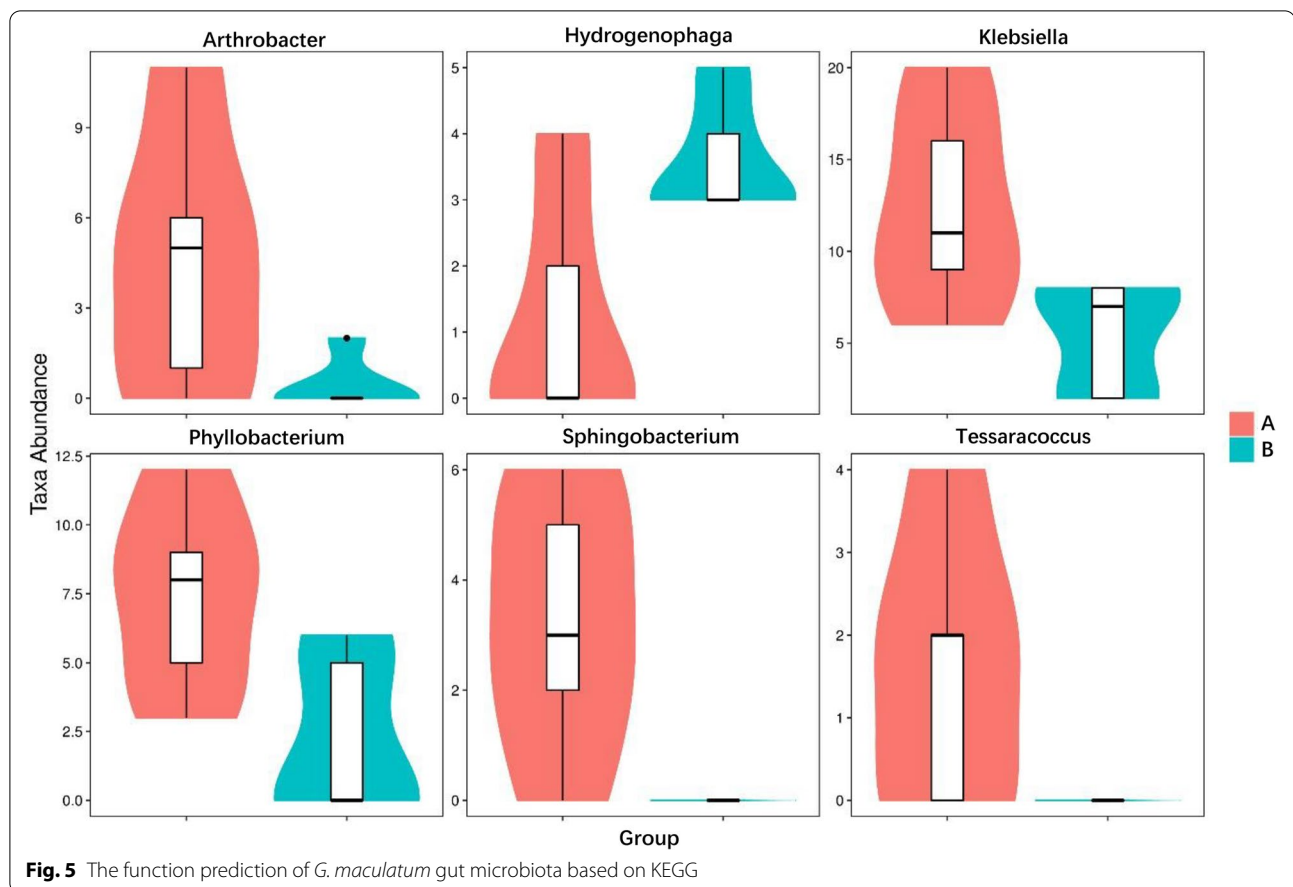 Arthrobacter
Hydrogenophaga
Klebsiella
9
6
3
0
5
4
3
2
1
0
20
15
10
5
Taxa Abundance
A
B
Phyllobacterium
Sphingobacterium
Tessaracoccus
12.5
10.0
7.5
5.0
2.5
0.0
6
4
2
0
4
3
2
1
0
Group
Fig. 5 The function prediction of G. maculatum gut microbiota based on KEGG